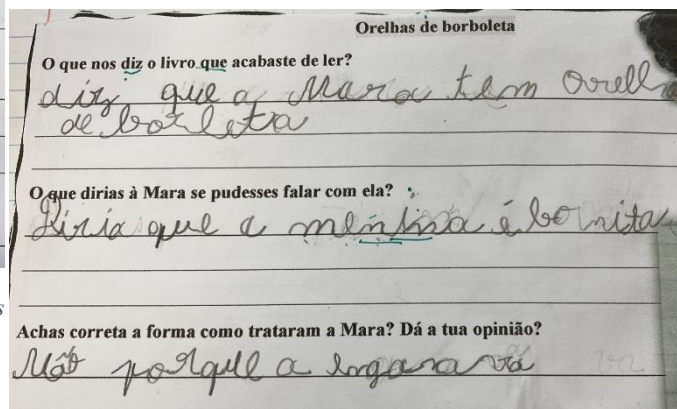 Orelhas de borboleta
O que nos diz o livro que acabaste de ler?
diz que a Mara tem orelh
de borleta
O que dirias à Mara se pudesses falar com ela?
Diria que a menina é bonita
Achas correta a forma como trataram a Mara? Dá a tua opinião?
Não porque a